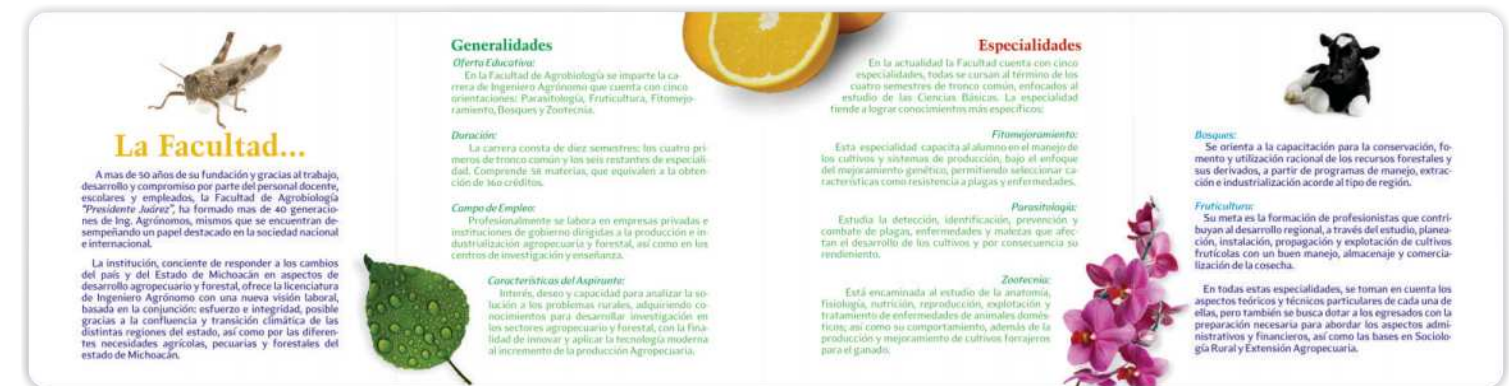 La Facultad...
A mas de 50 años de su fundación y gracias al trabajo,
desarrollo y compromiso por parte del personal docente,
escolares y empleados, la Facultad de Agrobiología
"Presidente Juárez", ha formado mas de 40 generacio-
nes de Ing. Agrónomos, mismos que se encuentran de-
sempeñando un papel destacado en la sociedad nacional
e internacional.
La institución, conciente de responder a los cambios
del país y del Estado de Michoacán en aspectos de
desarrollo agropecuario y forestal, ofrece la licenciatura
de Ingeniero Agrónomo con una nueva visión laboral,
basada en la conjunción: esfuerzo e integridad, posible
gracias a la confluencia y transición climática de las
distintas regiones del estado, así como por las diferen-
tes necesidades agrícolas, pecuarias y forestales del
estado de Michoacán.
Generalidades
Oferta Educativa:
En la Facultad de Agrobiología se imparte la ca-
rrera de Ingeniero Agrónomo que cuenta con cinco
orientaciones: Parasitología, Fruticultura, Fitomejo-
ramiento, Bosques y Zootecnia.
Duración:
La carrera consta de diez semestres: los cuatro pri-
meros de tronco común y los seis restantes de especiali-
dad. Comprende 58 materias, que equivalen a la obten-
ción de 360 créditos.
Campo de Empleo:
Profesionalmente se labora en empresas privadas e
instituciones de gobierno dirigidas a la producción e in-
dustrialización agropecuaria y forestal, así como en los
centros de investigación y enseñanza.
Características del Aspirante:
Interés, deseo y capacidad para analizar la so-
lución a los problemas rurales, adquiriendo co-
nocimientos para desarrollar investigación en
los sectores agropecuario y forestal, con la fina-
lidad de innovar y aplicar la tecnología moderna
al incremento de la producción Agropecuaria.
Especialidades
En la actualidad la Facultad cuenta con cinco
especialidades, todas se cursan al término de los
cuatro semestres de tronco común, enfocados al
estudio de las Ciencias Básicas. La especialidad
tiende a lograr conocimientos más específicos:
Fitomejoramiento:
Esta especialidad capacita al alumno en el manejo de
los cultivos y sistemas de producción, bajo el enfoque
del mejoramiento genético, permitiendo seleccionar ca-
racterísticas como resistencia a plagas y enfermedades.
Parasitología:
Estudia la detección, identificación, prevención y
combate de plagas, enfermedades y malezas que afec-
tan el desarrollo de los cultivos y por consecuencia su
rendimiento.
Zootecnia:
Está encaminada al estudio de la anatomía,
fisiología, nutrición, reproducción, explotación y
tratamiento de enfermedades de animales domés-
ticos; así como su comportamiento, además de la
producción y mejoramiento de cultivos forrajeros
para el ganado.
Bosques:
Se orienta a la capacitación para la conservación, fo-
mento y utilización racional de los recursos forestales y
sus derivados, a partir de programas de manejo, extrac-
ción e industrialización acorde al tipo de región.
Fruticultura:
Su meta es la formación de profesionistas que contri-
buyan al desarrollo regional, a través del estudio, planea-
ción, instalación, propagación y explotación de cultivos
frutícolas con un buen manejo, almacenaje y comercia-
lización de la cosecha.
En todas estas especialidades, se toman en cuenta los
aspectos teóricos y técnicos particulares de cada una de
ellas, pero también se busca dotar a los egresados con la
preparación necesaria para abordar los aspectos admi-
nistrativos y financieros, así como las bases en Sociolo-
gía Rural y Extensión Agropecuaria.